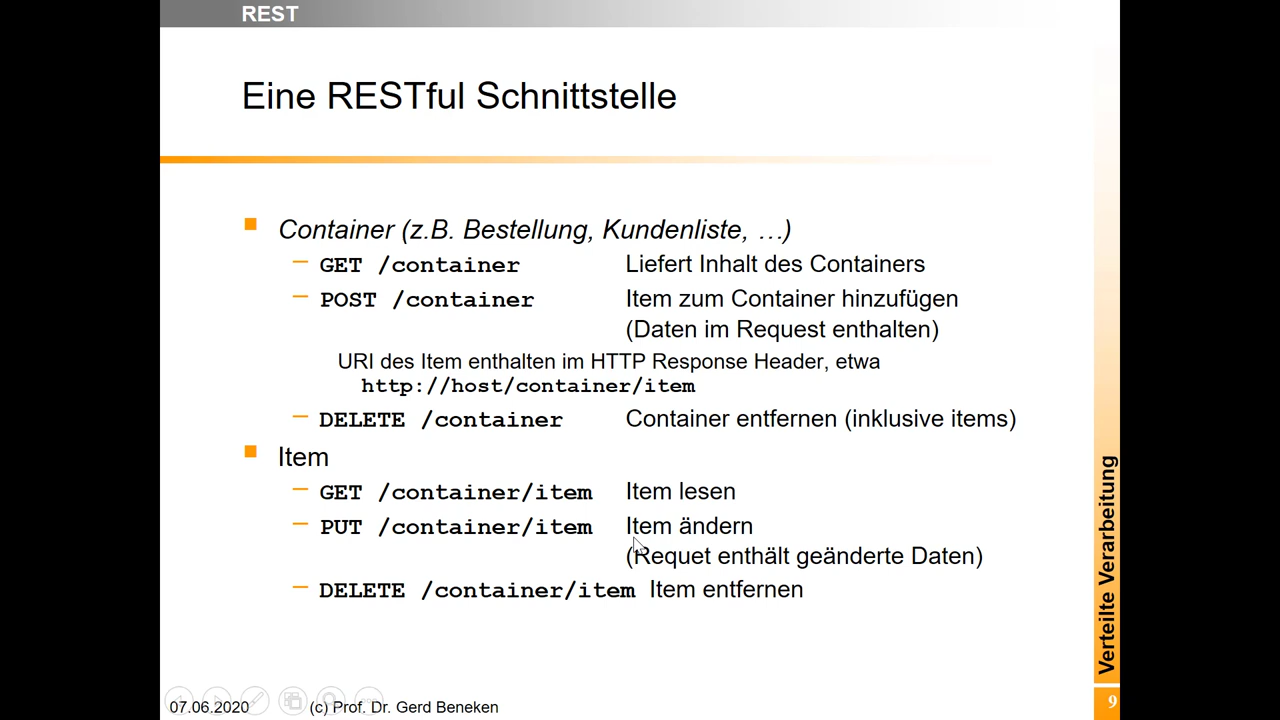 REST
Eine RESTful Schnittstelle
Container (z.B. Bestellung, Kundenliste, …)
– GET /container Liefert Inhalt des Containers
– POST /container Item zum Container hinzufügen
(Daten im Request enthalten)
URI des Item enthalten im HTTP Response Header, etwa
http://host/container/item
– DELETE /container Container entfernen (inklusive items)
Item
– GET /container/item Item lesen
– PUT /container/item Item ändern
(Requet enthält geänderte Daten)
– DELETE /container/item Item entfernen
Verteilte Verarbeitung
07.06.2020 (c) Prof. Dr. Gerd Beneken
9